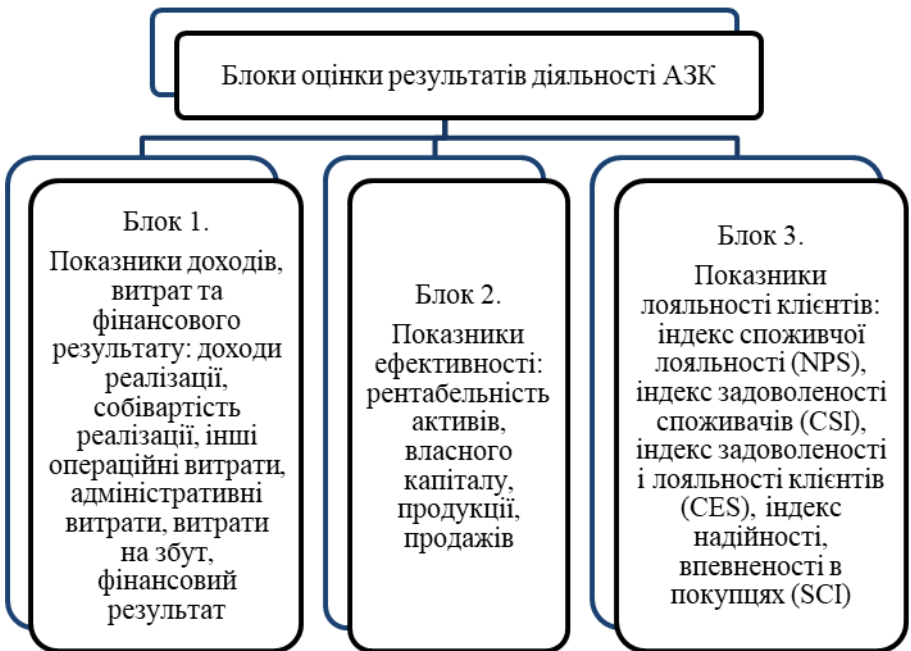 Блоки оцінки результатів діяльності АЗК
Блок 1.
Показники доходів,
витрат та
фінансового
результату: доходи
реалізації,
собівартість
реалізації, інші
операційні витрати,
адміністративні
витрати, витрати
на збут,
фінансовий
результат
Блок 2.
Показники
ефективності:
рентабельність
активів,
власного
капіталу,
продукції,
продажів
Блок 3.
Показники
лояльності клієнтів:
індекс споживчої
лояльності (NPS),
індекс задоволеності
споживачів (CSI),
індекс задоволеності
і лояльності клієнтів
(CES), індекс
надійності,
впевненості в
покупцях (SCI)